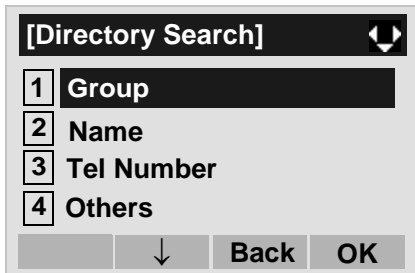 [Directory Search]
1 Group
2 Name
3 Tel Number
4 Others
↓ Back OK